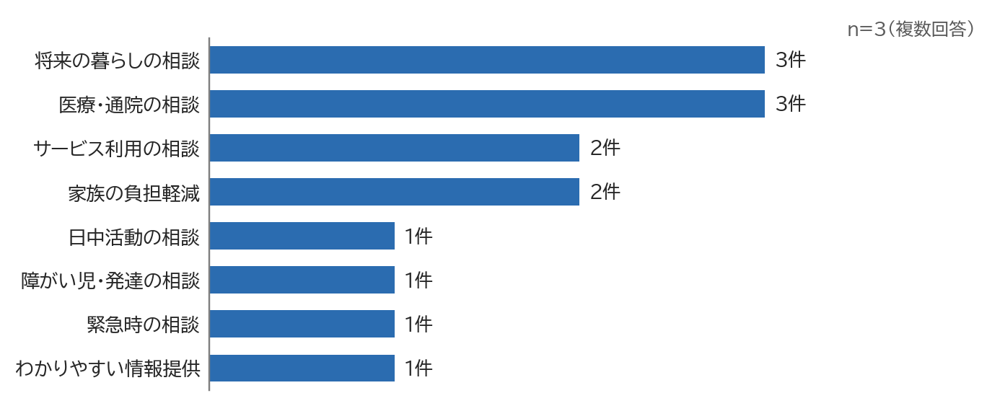 n=3（複数回答）
将来の暮らしの相談 3件
医療・通院の相談 3件
サービス利用の相談 2件
家族の負担軽減 2件
日中活動の相談 1件
障がい児・発達の相談 1件
緊急時の相談 1件
わかりやすい情報提供 1件